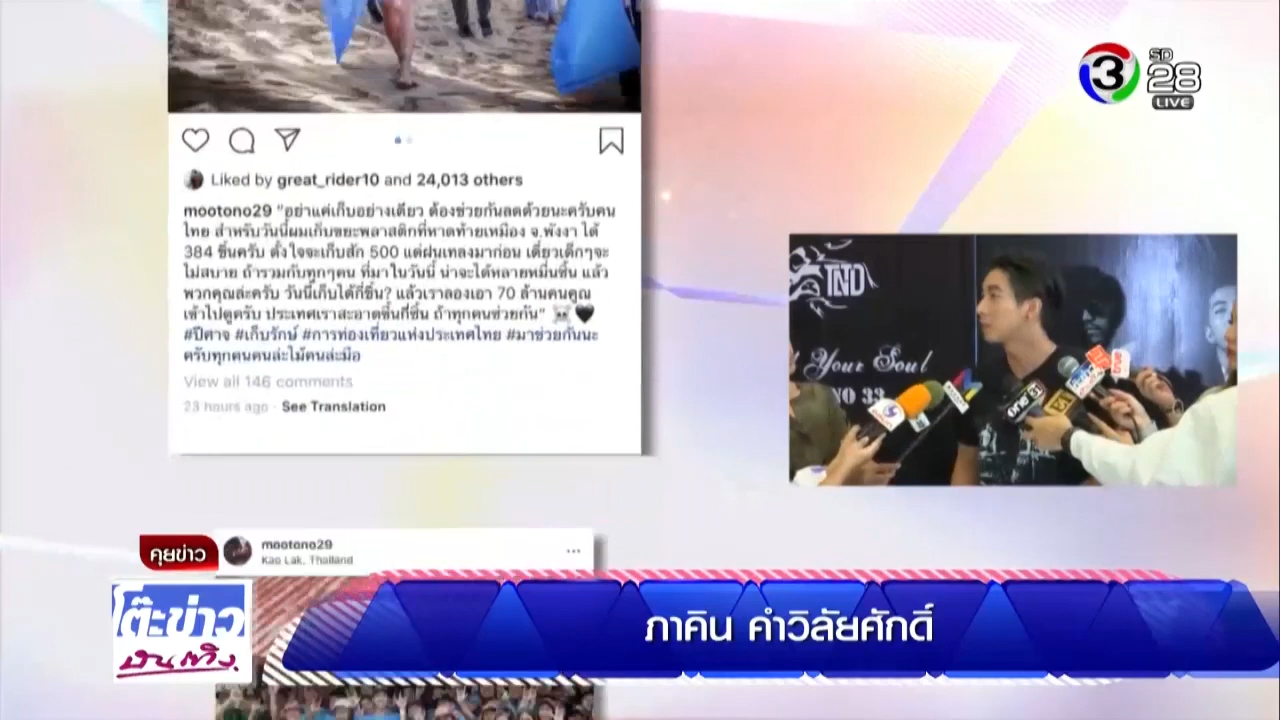 3
SD
28
LIVE
Liked by great_rider10 and 24,013 others
mootono29 "อย่าแค่เก็บอย่างเดียว ต้องช่วยกันลดด้วยนะครับคน
ไทย สำหรับวันนี้ผมเก็บขยะพลาสติกที่หาดท้ายเหมือง จ.พังงา ได้
384 ชิ้นครับ ตั้งใจจะเก็บสัก 500 แต่ฝนเทลงมาก่อน เดี๋ยวเด็กๆจะ
ไม่สบาย ถ้ารวมกับทุกๆคน ที่มาในวันนี้ น่าจะได้หลายหมื่นชิ้น แล้ว
พวกคุณล่ะครับ วันนี้เก็บได้กี่ชิ้น? แล้วเราลองเอา 70 ล้านคนคูณ
เข้าไปดูครับ ประเทศเราสะอาดขึ้นกี่ชิ้น ถ้าทุกคนช่วยกัน" ☠️🖤
#ปีศาจ #เก็บรักษ์ #การท่องเที่ยวแห่งประเทศไทย #มาช่วยกันนะ
ครับทุกคนคนล่ะไม้คนล่ะมือ
View all 146 comments
23 hours ago · See Translation
TNO
Your Soul
NO 33
one 31
mootono29
Kao Lak, Thailand
คุยข่าว
โต๊ะข่าว
บันเทิง
ภาคิน คำวิลัยศักดิ์